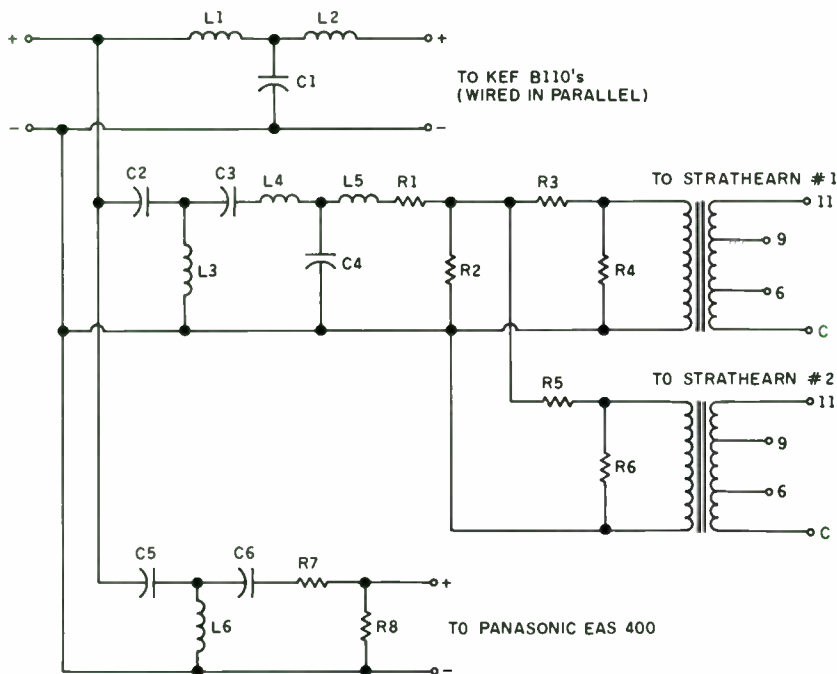 L1
L2
+
+
C1
TO KEF B110's
(WIRED IN PARALLEL)
-
-
C2
C3
L4
L5
R1
R3
TO STRATHEARN #1
11
L3
C4
R2
R4
9
6
C
R5
TO STRATHEARN #2
11
R6
9
6
C
C5
C6
R7
+
L6
R8
TO PANASONIC EAS 400
-